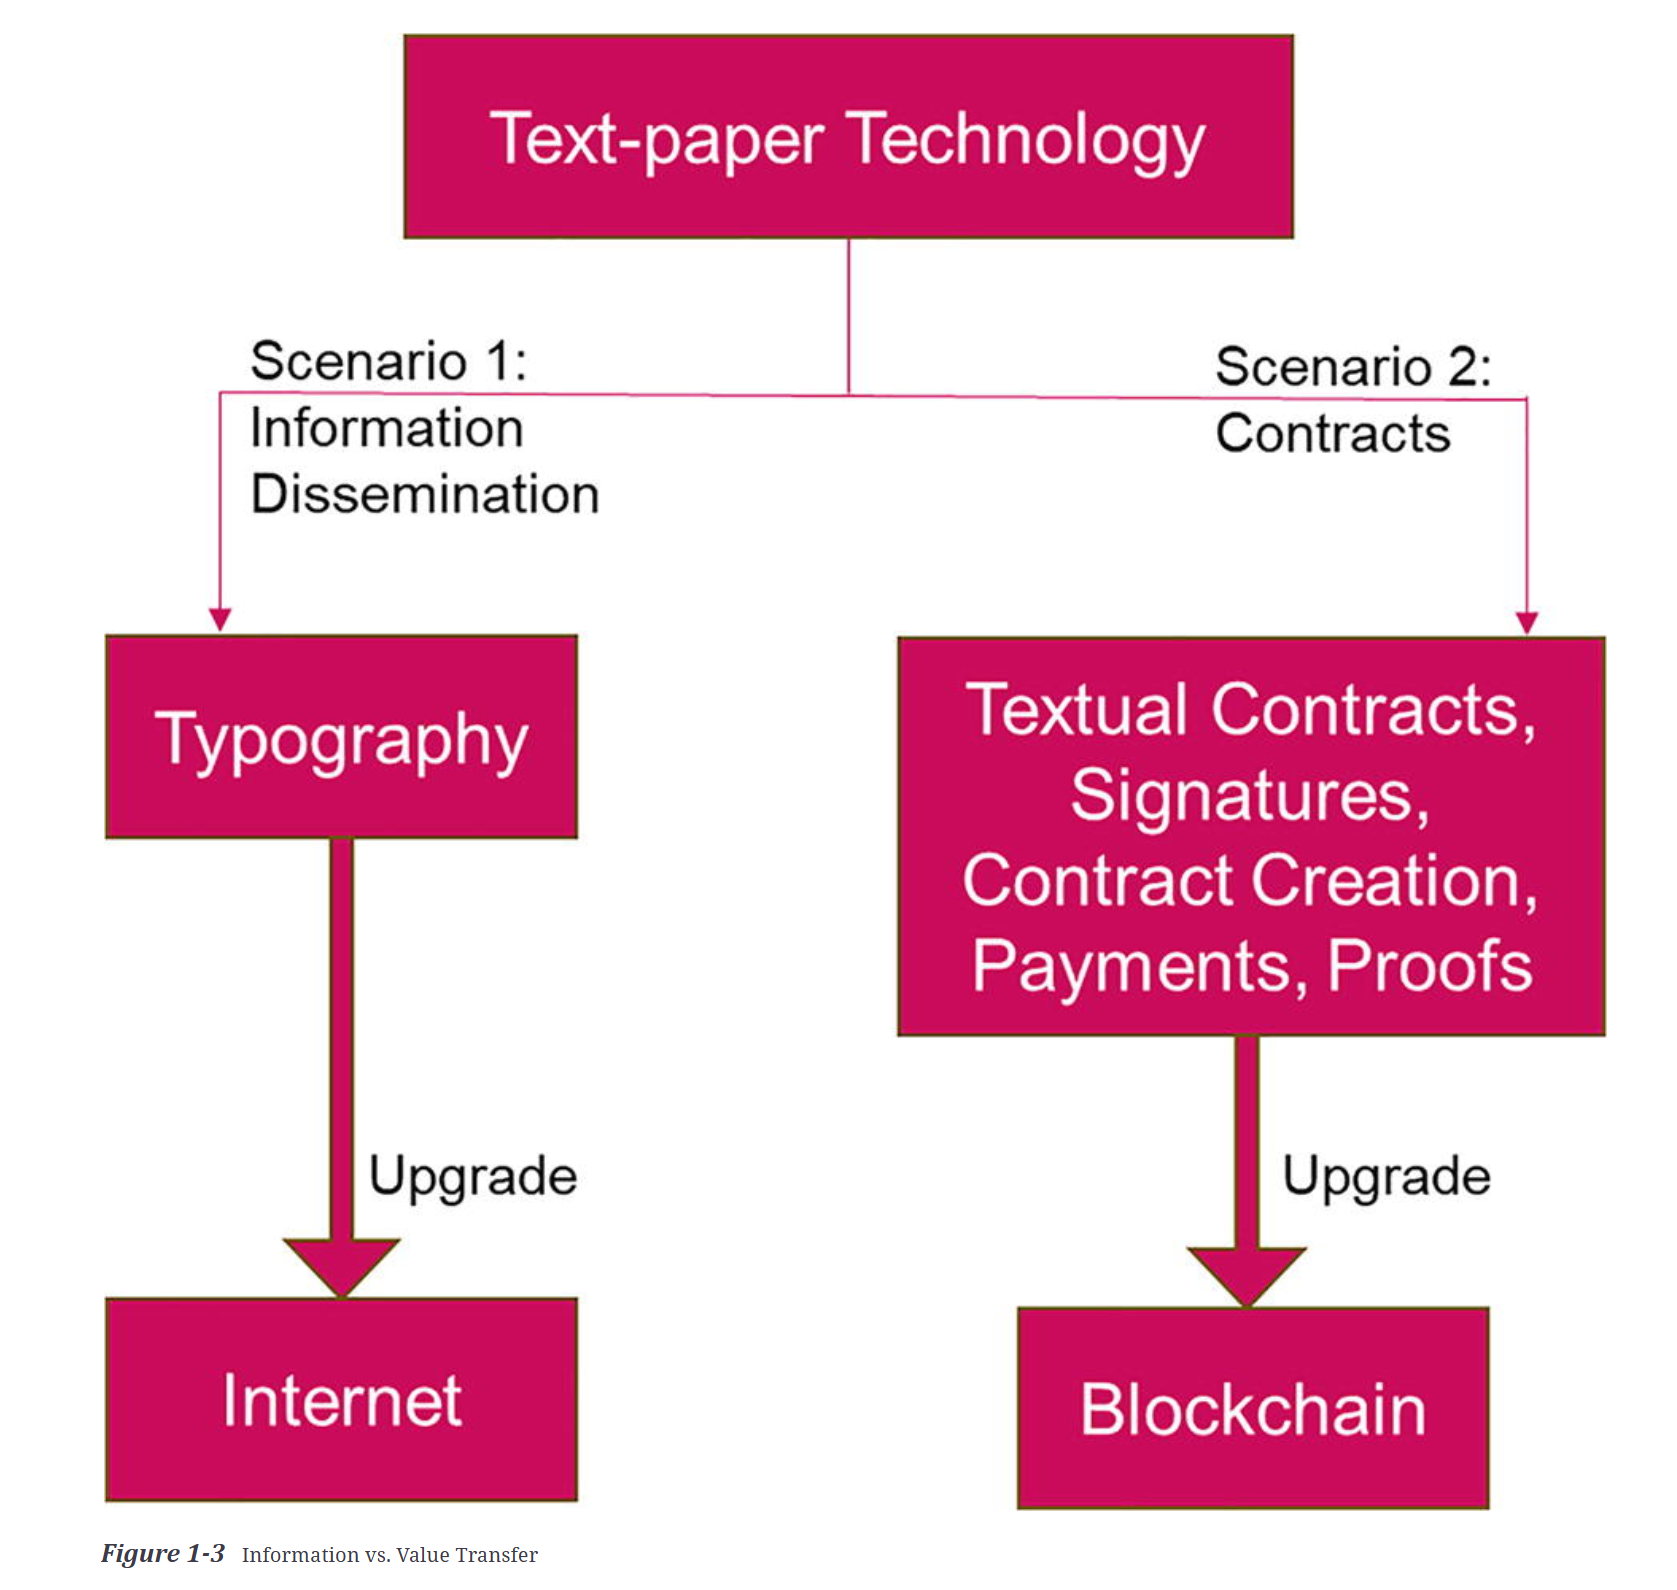 Text-paper Technology
Scenario 1:
Information
Dissemination
Scenario 2:
Contracts
Typography
Textual Contracts,
Signatures,
Contract Creation,
Payments, Proofs
Upgrade
Upgrade
Internet
Blockchain
Figure 1-3 Information vs. Value Transfer